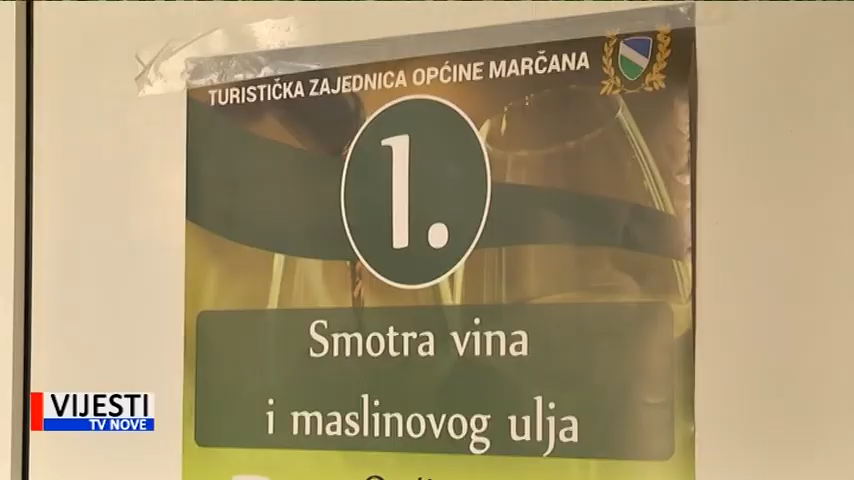 TURISTIČKA ZAJEDNICA OPĆINE MARČANA
1.
Smotra vina
i maslinovog ulja
VIJESTI
TV NOVE